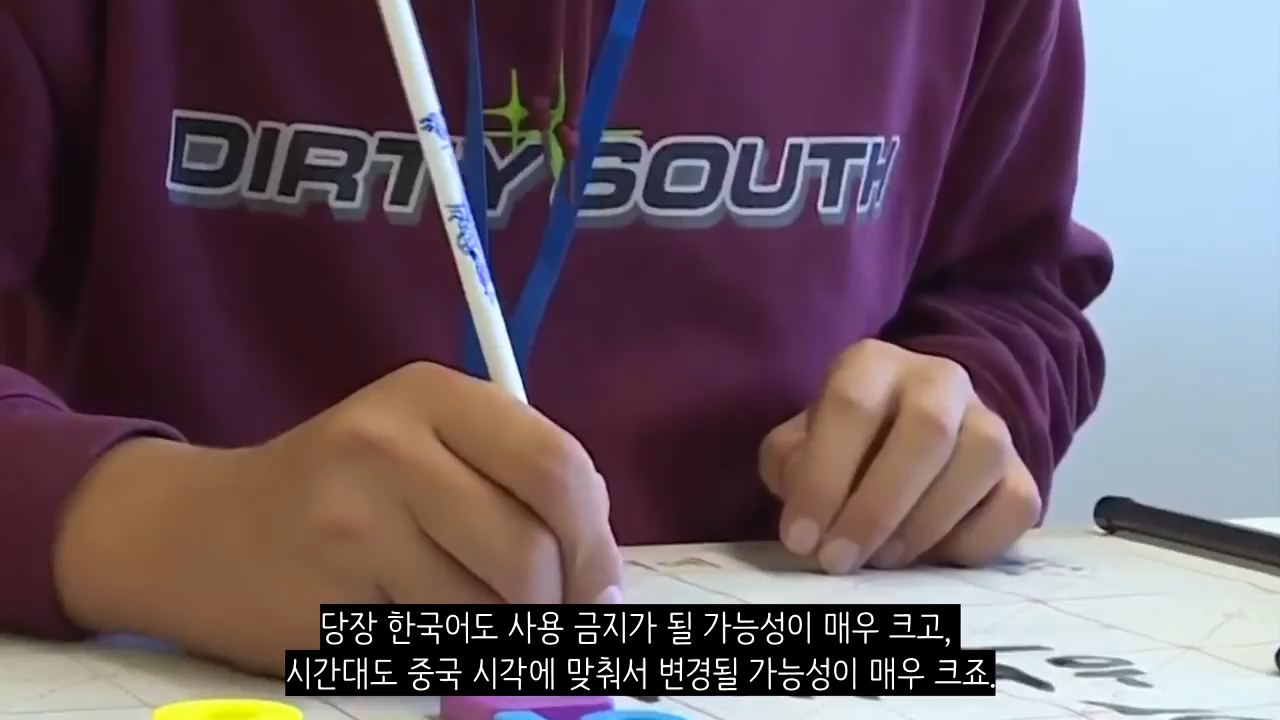 DIRTY SOUTH
당장 한국어도 사용 금지가 될 가능성이 매우 크고,
시간대도 중국 시각에 맞춰서 변경될 가능성이 매우 크죠.